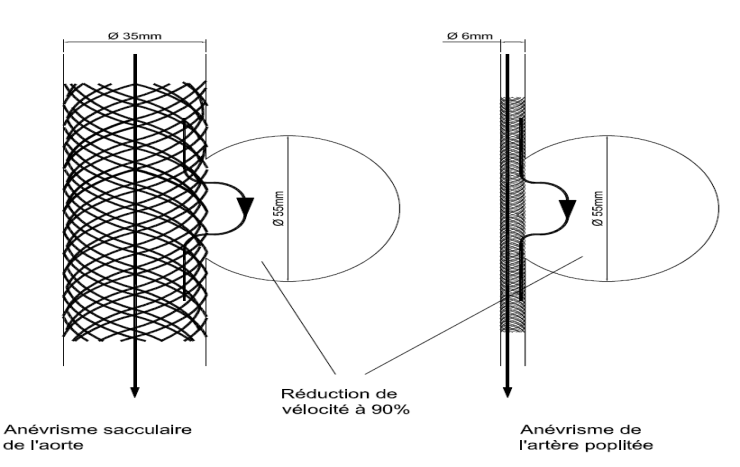 Ø 35mm
Ø 6mm
Ø 55mm
Ø 55mm
Réduction de
vélocité à 90%
Anévrisme sacculaire
de l'aorte
Anévrisme de
l'artère poplitée